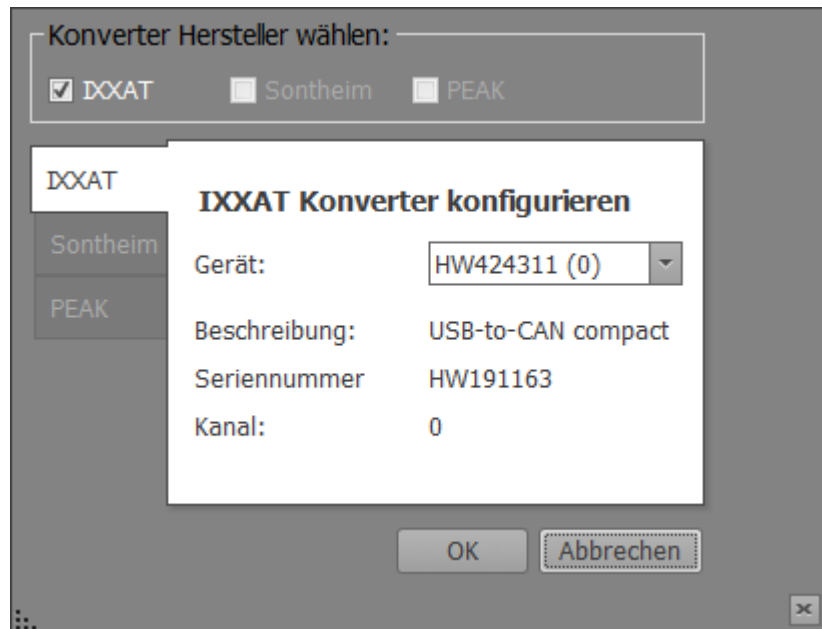 Konverter Hersteller wählen:
IXXAT Sontheim PEAK
IXXAT
IXXAT Konverter konfigurieren
Sontheim
Gerät: HW424311 (0)
PEAK
Beschreibung: USB-to-CAN compact
Seriennummer HW191163
Kanal: 0
OK Abbrechen